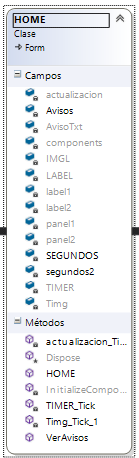 HOME
Clase
Form
Campos
actualizacion
Avisos
AvisoTxt
components
IMGL
LABEL
label1
label2
panel1
panel2
SEGUNDOS
segundos2
TIMER
Timg
Métodos
actualizacion_Ti...
Dispose
HOME
InitializeCompo...
TIMER_Tick
Timg_Tick_1
VerAvisos